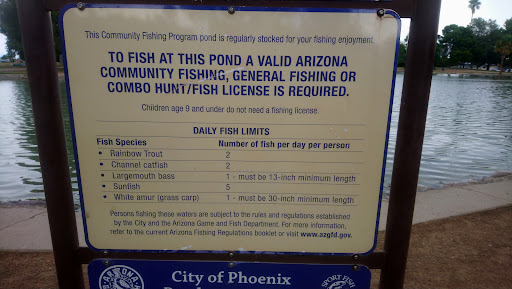 This Community Fishing Program pond is regularly stocked for your fishing enjoyment.
TO FISH AT THIS POND A VALID ARIZONA
COMMUNITY FISHING, GENERAL FISHING OR
COMBO HUNT/FISH LICENSE IS REQUIRED.
Children age 9 and under do not need a fishing license.
DAILY FISH LIMITS
Fish Species Number of fish per day per person
• Rainbow Trout 2
• Channel catfish 2
• Largemouth bass 1 - must be 13-inch minimum length
• Sunfish 5
• White amur (grass carp) 1 - must be 30-inch minimum length
Persons fishing these waters are subject to the rules and regulations established
by the City and the Arizona Game and Fish Department. For more information,
refer to the current Arizona Fishing Regulations booklet or visit www.azgfd.gov.
ARIZONA
City of Phoenix
SPORT FISH